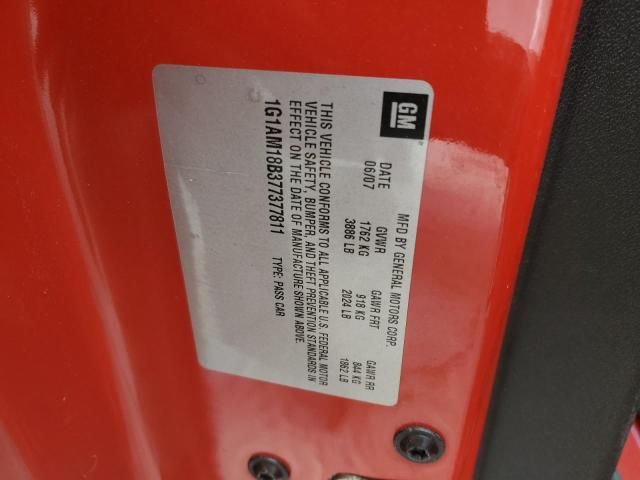 GM
MFD BY GENERAL MOTORS CORP.
DATE GVWR GAWR FRT GAWR RR
06/07 1762 KG 918 KG 844 KG
3886 LB 2024 LB 1862 LB
THIS VEHICLE CONFORMS TO ALL APPLICABLE U.S. FEDERAL MOTOR
VEHICLE SAFETY, BUMPER, AND THEFT PREVENTION STANDARDS IN
EFFECT ON THE DATE OF MANUFACTURE SHOWN ABOVE.
1G1AM18B377377811 TYPE: PASS CAR